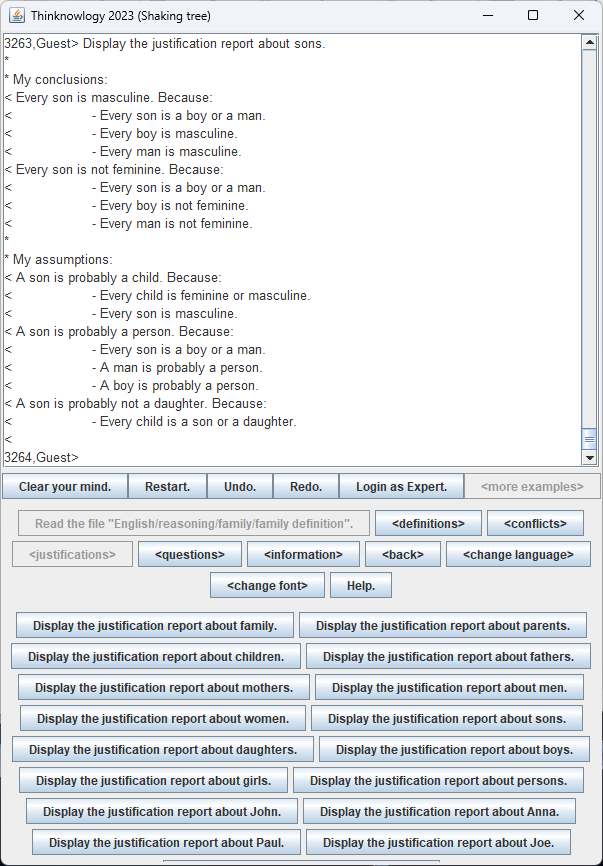 Thinknowlogy 2023 (Shaking tree)
3263,Guest> Display the justification report about sons.
*
* My conclusions:
< Every son is masculine. Because:
< - Every son is a boy or a man.
< - Every boy is masculine.
< - Every man is masculine.
< Every son is not feminine. Because:
< - Every son is a boy or a man.
< - Every boy is not feminine.
< - Every man is not feminine.
*
* My assumptions:
< A son is probably a child. Because:
< - Every child is feminine or masculine.
< - Every son is masculine.
< A son is probably a person. Because:
< - Every son is a boy or a man.
< - A man is probably a person.
< - A boy is probably a person.
< A son is probably not a daughter. Because:
< - Every child is a son or a daughter.
<
3264,Guest>
Clear your mind. Restart. Undo. Redo. Login as Expert. <more examples>
Read the file "English/reasoning/family/family definition". <definitions> <conflicts>
<justifications> <questions> <information> <back> <change language>
<change font> Help.
Display the justification report about family. Display the justification report about parents.
Display the justification report about children. Display the justification report about fathers.
Display the justification report about mothers. Display the justification report about men.
Display the justification report about women. Display the justification report about sons.
Display the justification report about daughters. Display the justification report about boys.
Display the justification report about girls. Display the justification report about persons.
Display the justification report about John. Display the justification report about Anna.
Display the justification report about Paul. Display the justification report about Joe.